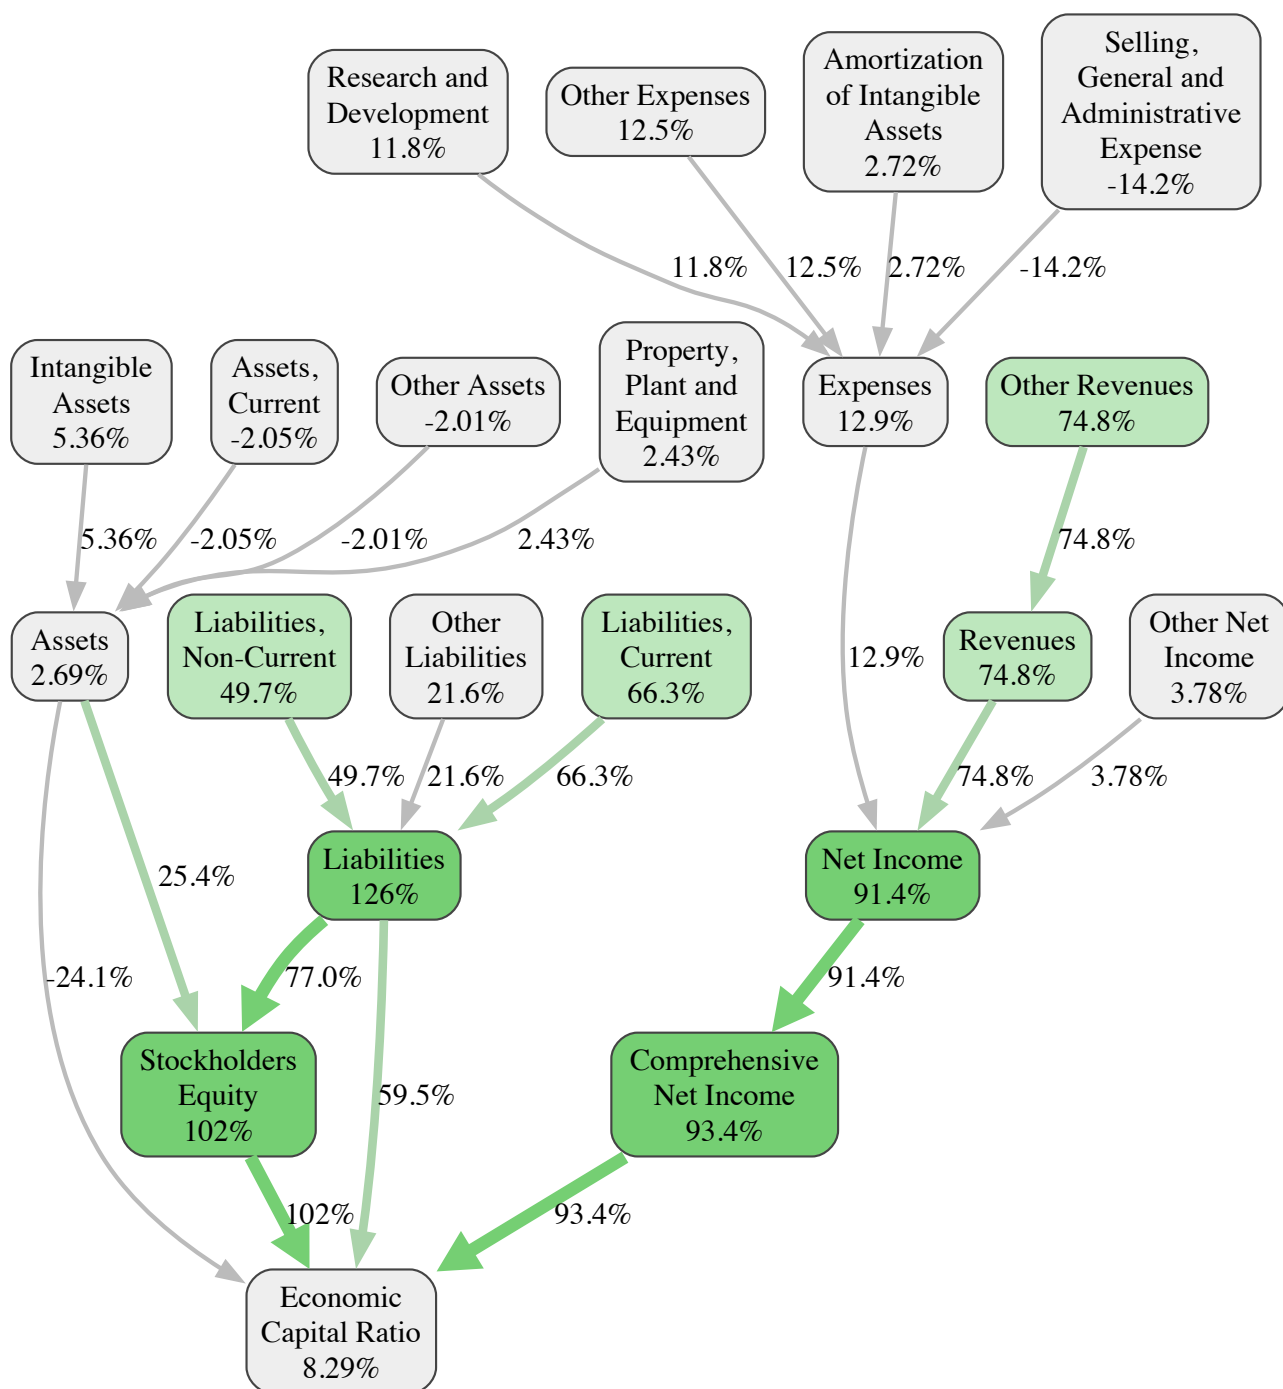 Research and
Development
11.8%
Other Expenses
12.5%
Amortization
of Intangible
Assets
2.72%
Selling,
General and
Administrative
Expense
-14.2%
11.8%
12.5%
2.72%
-14.2%
Intangible
Assets
5.36%
Assets,
Current
-2.05%
Other Assets
-2.01%
Property,
Plant and
Equipment
2.43%
Expenses
12.9%
Other Revenues
74.8%
5.36%
-2.05%
-2.01%
2.43%
74.8%
Assets
2.69%
Liabilities,
Non-Current
49.7%
Other
Liabilities
21.6%
Liabilities,
Current
66.3%
12.9%
Revenues
74.8%
Other Net
Income
3.78%
49.7%
21.6%
66.3%
74.8%
3.78%
25.4%
Liabilities
126%
Net Income
91.4%
-24.1%
77.0%
91.4%
Stockholders
Equity
102%
59.5%
Comprehensive
Net Income
93.4%
102%
93.4%
Economic
Capital Ratio
8.29%